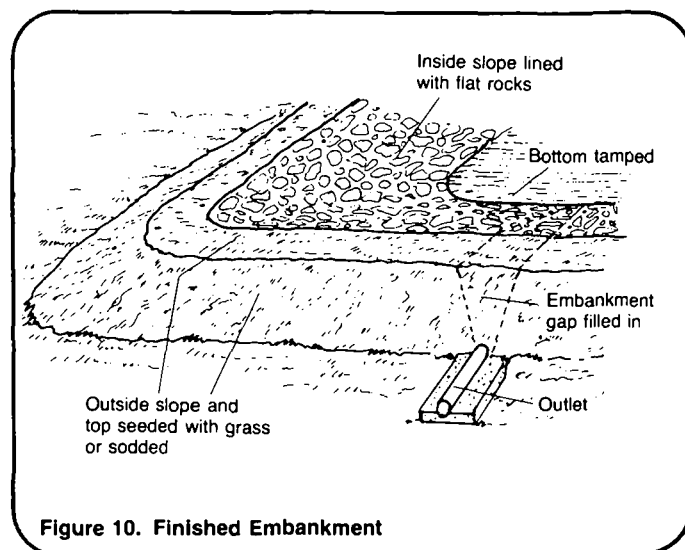 Inside slope lined
with flat rocks
Bottom tamped
Embankment
gap filled in
Outside slope and
top seeded with grass
or sodded
Outlet
Figure 10. Finished Embankment